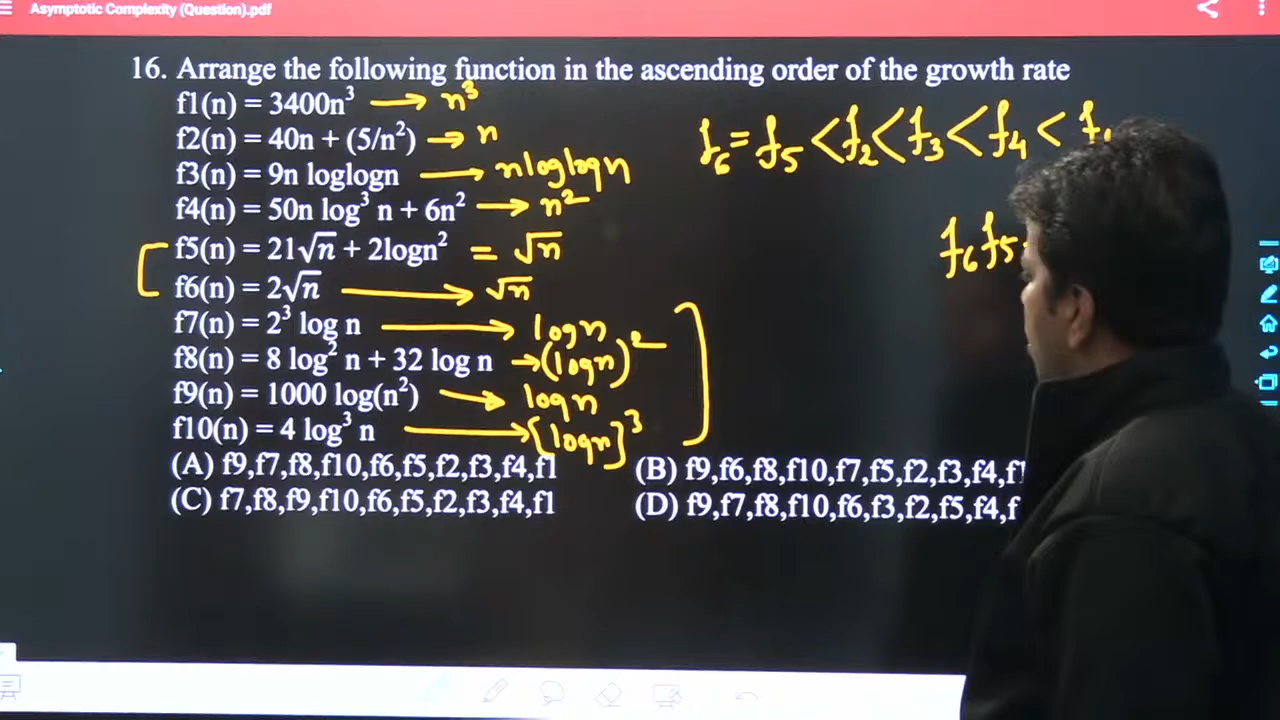 Asymptotic Complexity (Question).pdf
16. Arrange the following function in the ascending order of the growth rate
f1(n) = 3400n³ → n³
f2(n) = 40n + (5/n²) → n
f3(n) = 9n loglogn → nloglogn
f4(n) = 50n log³ n + 6n² → n²
f5(n) = 21√n + 2logn² = √n
f6(n) = 2√n → √n
f7(n) = 2³ log n → logn
f8(n) = 8 log² n + 32 log n → (logn)²
f9(n) = 1000 log(n²) → logn
f10(n) = 4 log³ n → [logn]³
f6 = f5 < f2 < f3 < f4 < f
f6 f5
(A) f9,f7,f8,f10,f6,f5,f2,f3,f4,f1 (B) f9,f6,f8,f10,f7,f5,f2,f3,f4,f1
(C) f7,f8,f9,f10,f6,f5,f2,f3,f4,f1 (D) f9,f7,f8,f10,f6,f3,f2,f5,f4,f